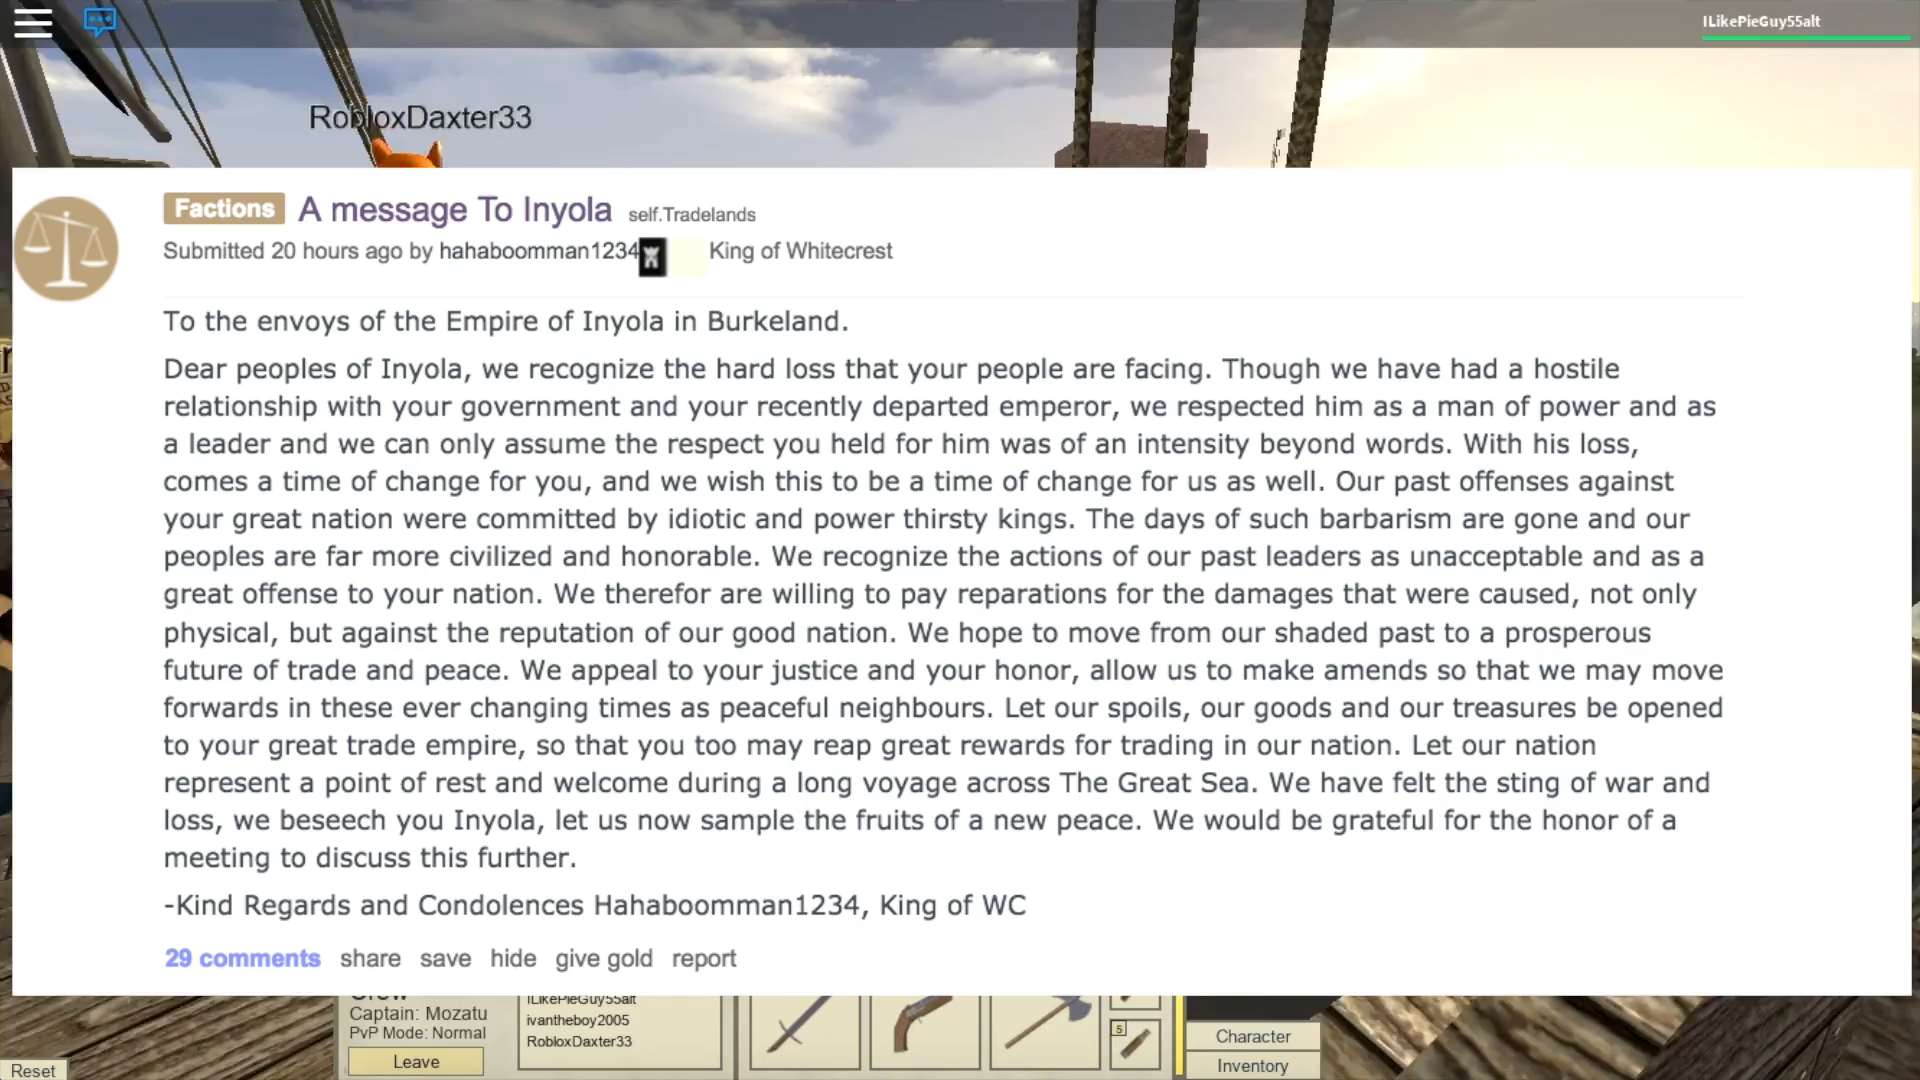 ILikePieGuy55alt
RobloxDaxter33
Factions A message To Inyola self.Tradelands
Submitted 20 hours ago by hahaboomman1234 King of Whitecrest
To the envoys of the Empire of Inyola in Burkeland.
Dear peoples of Inyola, we recognize the hard loss that your people are facing. Though we have had a hostile
relationship with your government and your recently departed emperor, we respected him as a man of power and as
a leader and we can only assume the respect you held for him was of an intensity beyond words. With his loss,
comes a time of change for you, and we wish this to be a time of change for us as well. Our past offenses against
your great nation were committed by idiotic and power thirsty kings. The days of such barbarism are gone and our
peoples are far more civilized and honorable. We recognize the actions of our past leaders as unacceptable and as a
great offense to your nation. We therefor are willing to pay reparations for the damages that were caused, not only
physical, but against the reputation of our good nation. We hope to move from our shaded past to a prosperous
future of trade and peace. We appeal to your justice and your honor, allow us to make amends so that we may move
forwards in these ever changing times as peaceful neighbours. Let our spoils, our goods and our treasures be opened
to your great trade empire, so that you too may reap great rewards for trading in our nation. Let our nation
represent a point of rest and welcome during a long voyage across The Great Sea. We have felt the sting of war and
loss, we beseech you Inyola, let us now sample the fruits of a new peace. We would be grateful for the honor of a
meeting to discuss this further.
-Kind Regards and Condolences Hahaboomman1234, King of WC
29 comments share save hide give gold report
Crew
Captain: Mozatu
PvP Mode: Normal
Leave
ILikePieGuy55alt
ivantheboy2005
RobloxDaxter33
5
Character
Inventory
Reset